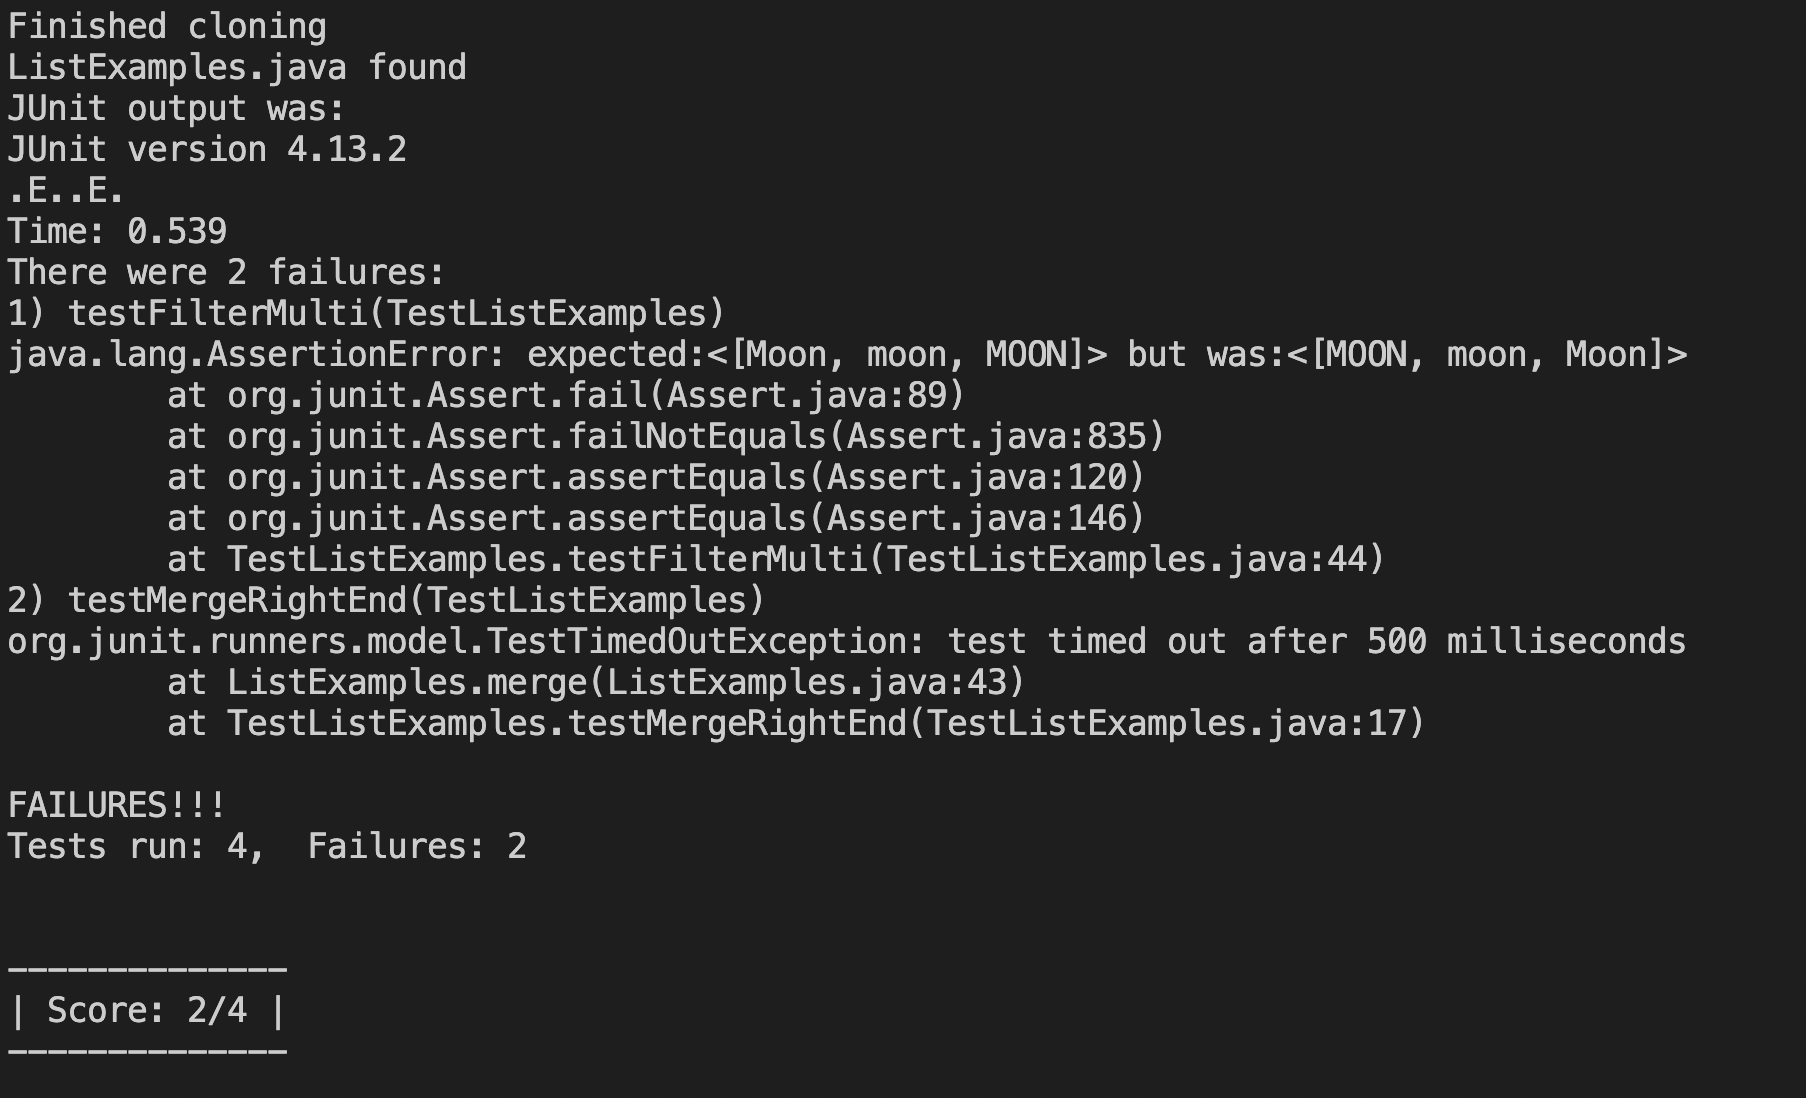 Finished cloning
ListExamples.java found
JUnit output was:
JUnit version 4.13.2
.E..E.
Time: 0.539
There were 2 failures:
1) testFilterMulti(TestListExamples)
java.lang.AssertionError: expected:<[Moon, moon, MOON]> but was:<[MOON, moon, Moon]>
        at org.junit.Assert.fail(Assert.java:89)
        at org.junit.Assert.failNotEquals(Assert.java:835)
        at org.junit.Assert.assertEquals(Assert.java:120)
        at org.junit.Assert.assertEquals(Assert.java:146)
        at TestListExamples.testFilterMulti(TestListExamples.java:44)
2) testMergeRightEnd(TestListExamples)
org.junit.runners.model.TestTimedOutException: test timed out after 500 milliseconds
        at ListExamples.merge(ListExamples.java:43)
        at TestListExamples.testMergeRightEnd(TestListExamples.java:17)

FAILURES!!!
Tests run: 4,  Failures: 2


--------------
| Score: 2/4 |
--------------